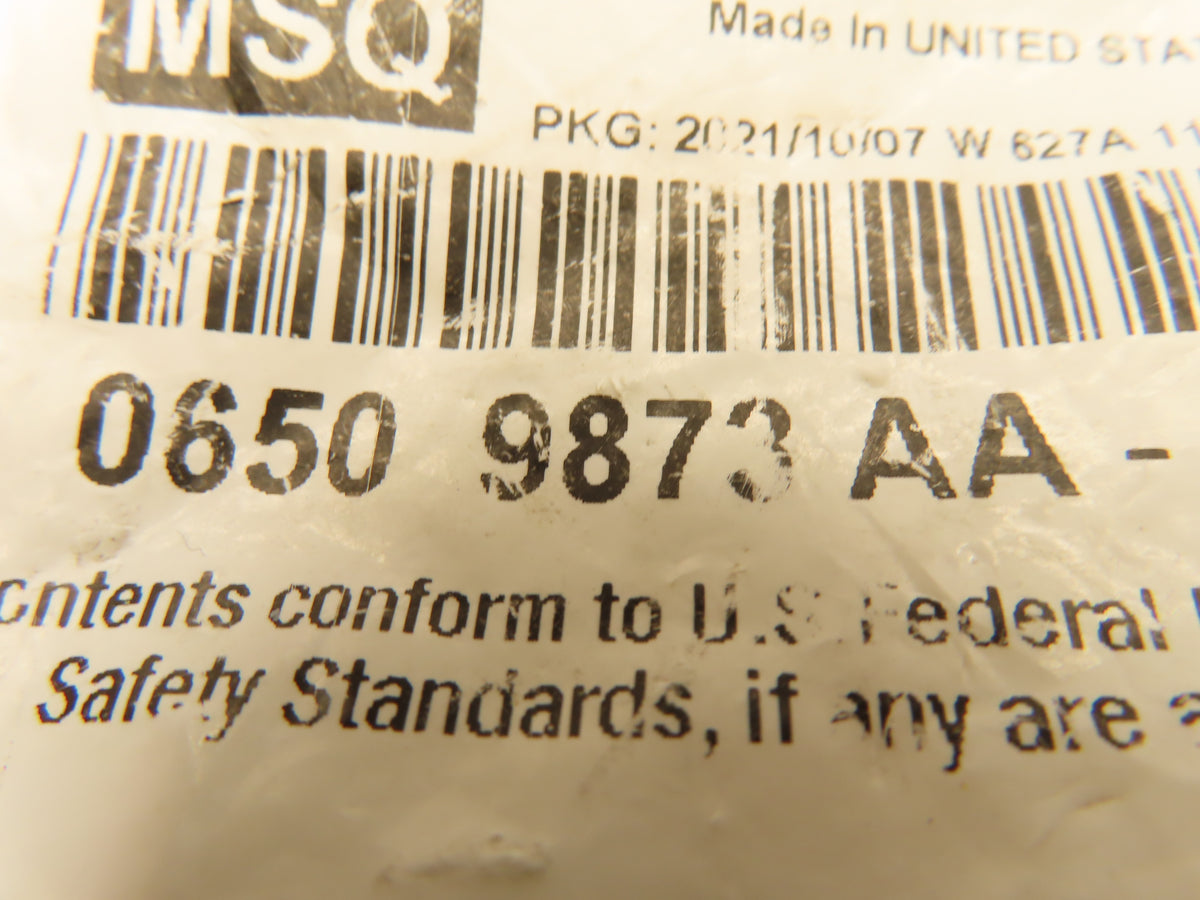 MSQ
Made In UNITED STA
PKG: 2021/10/07 W 627A 11
0650 9873 AA -
contents conform to U.S. Federal
Safety Standards, if any are